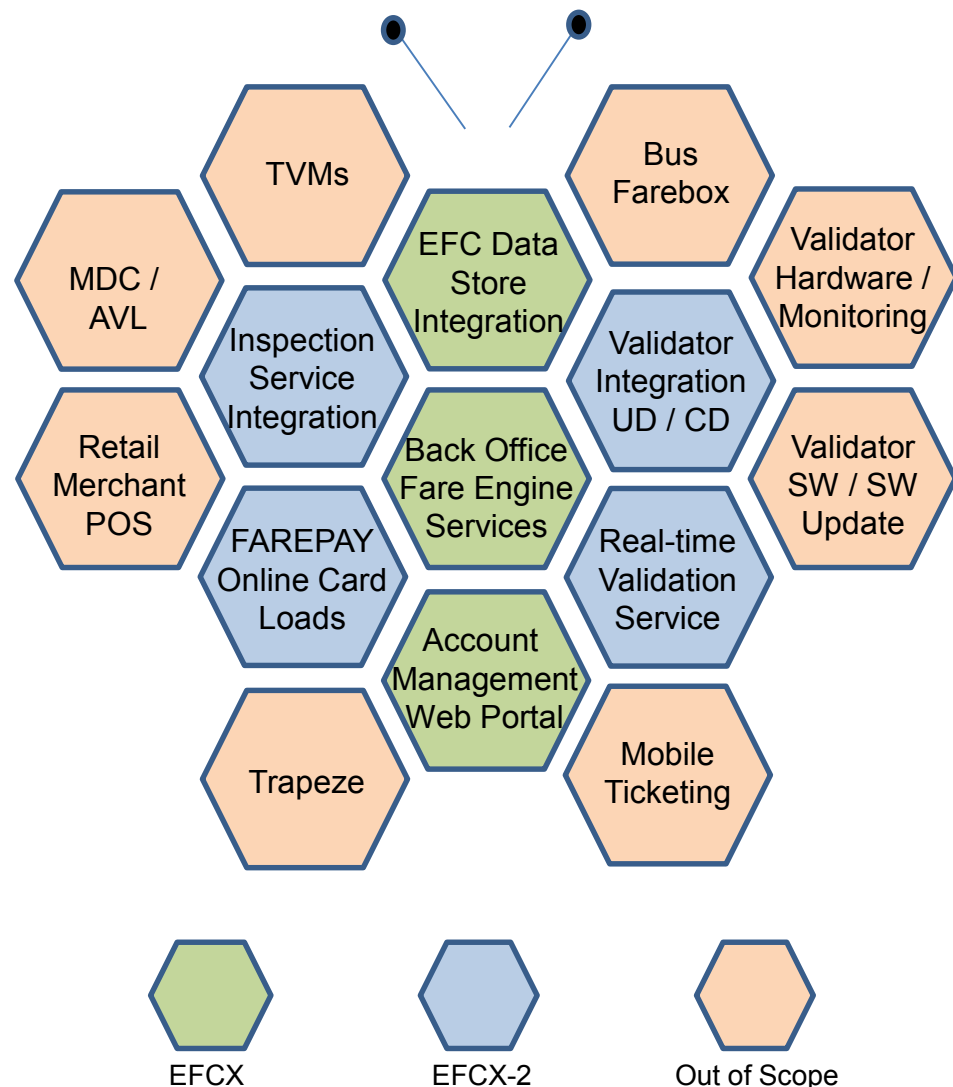 TVMs
Bus
Farebox
MDC /
AVL
EFC Data
Store
Integration
Validator
Hardware /
Monitoring
Inspection
Service
Integration
Validator
Integration
UD / CD
Retail
Merchant
POS
Back Office
Fare Engine
Services
Validator
SW / SW
Update
FAREPAY
Online Card
Loads
Real-time
Validation
Service
Account
Management
Web Portal
Trapeze
Mobile
Ticketing
EFCX
EFCX-2
Out of Scope